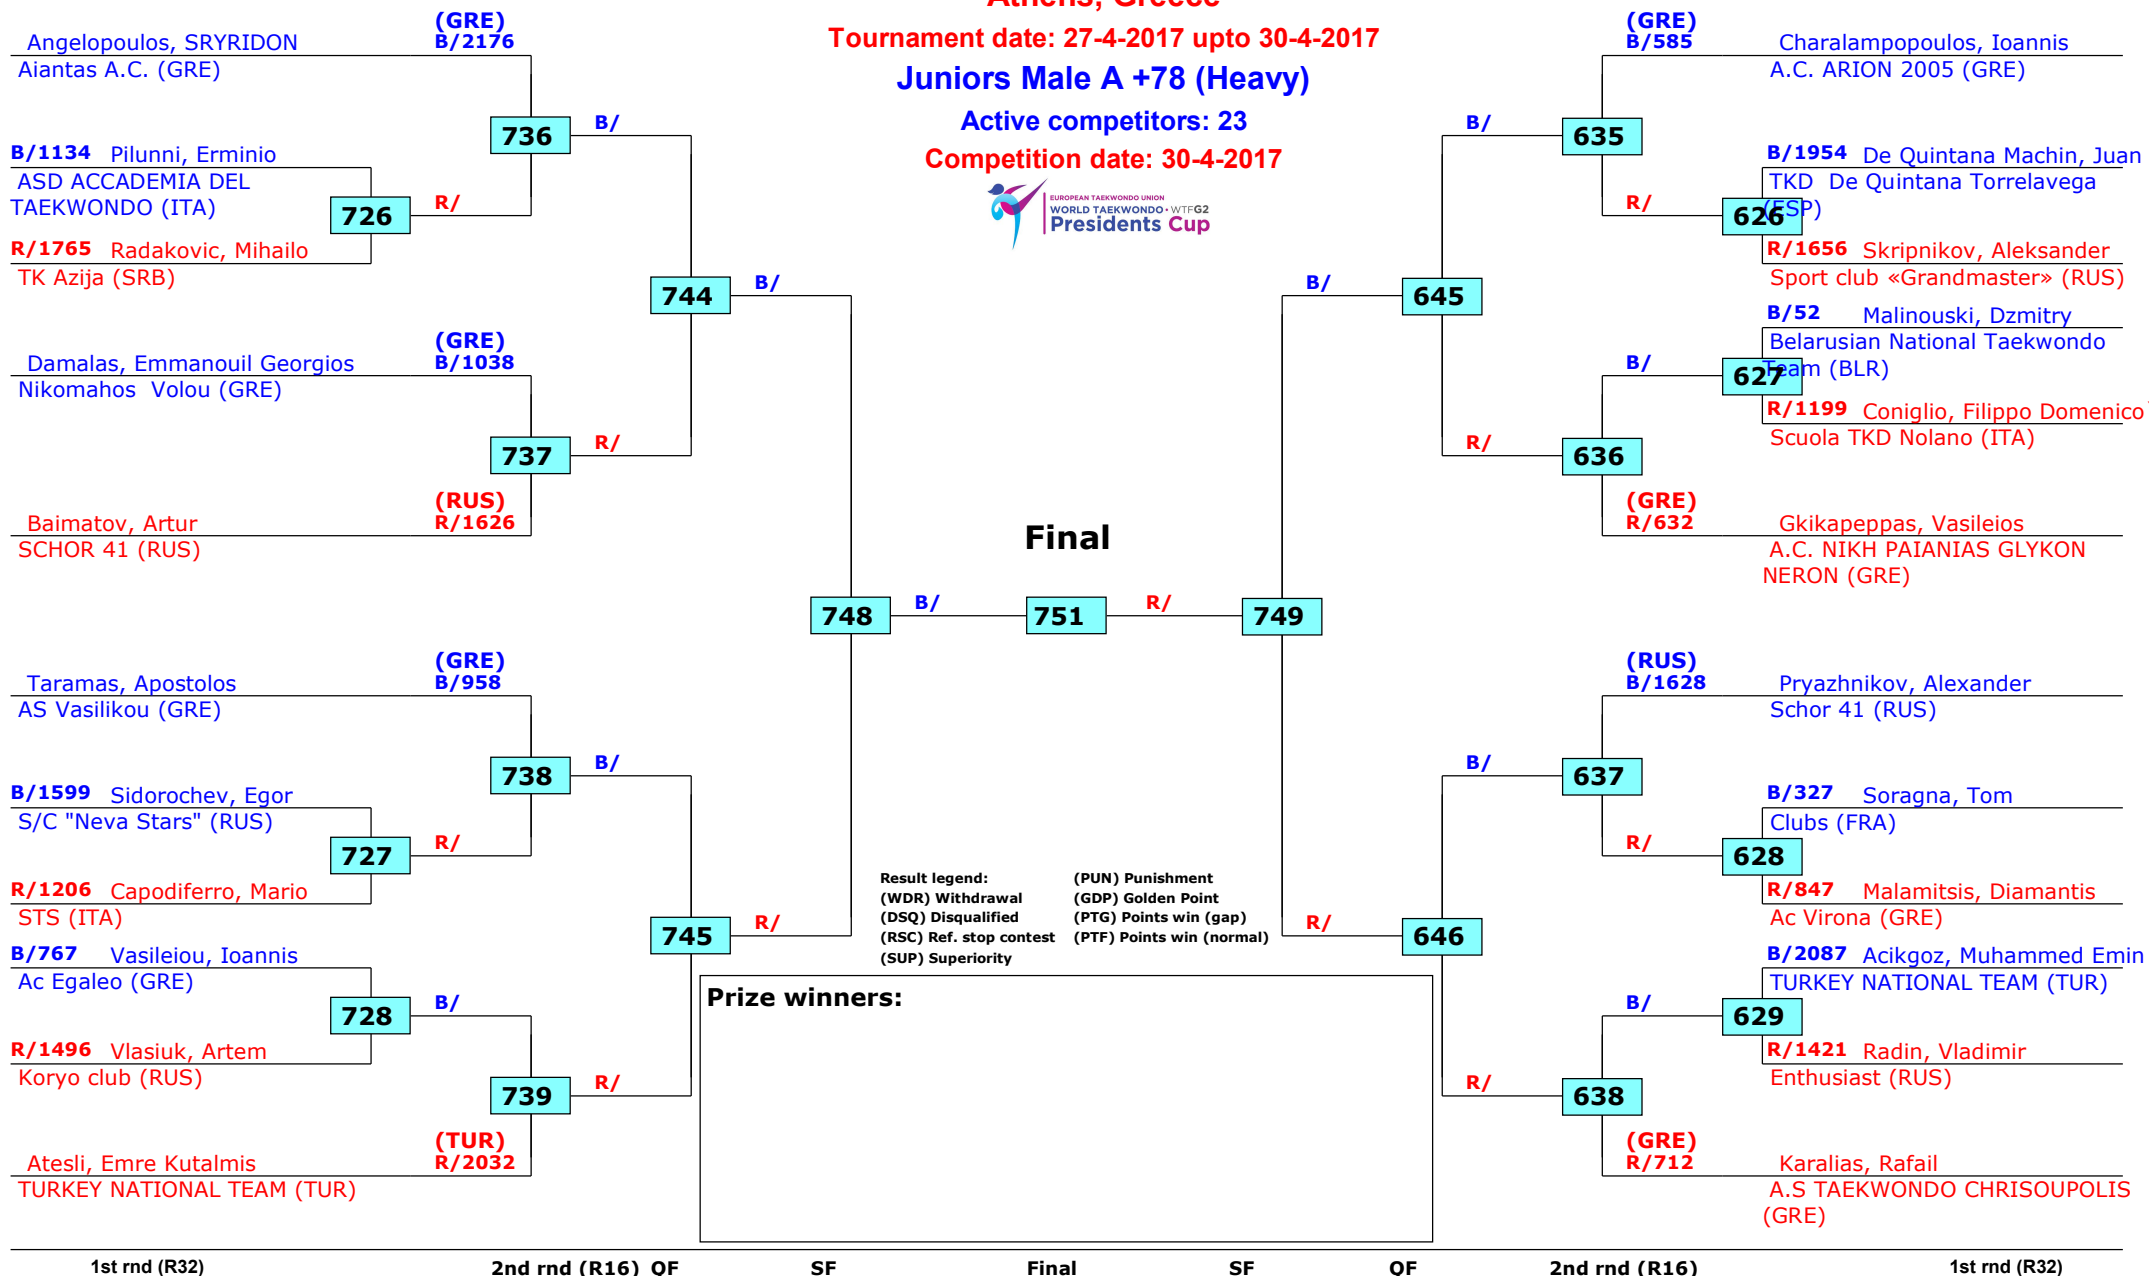 Athens, Greece
Tournament date: 27-4-2017 upto 30-4-2017
Juniors Male A +78 (Heavy)
Active competitors: 23
Competition date: 30-4-2017
EUROPEAN TAEKWONDO UNION
WORLD TAEKWONDO • WTFG2
Presidents Cup
(GRE)
Angelopoulos, SRYRIDON B/2176
Aiantas A.C. (GRE)
736
B/
B/1134 Pilunni, Erminio
ASD ACCADEMIA DEL
TAEKWONDO (ITA)
726
R/
R/1765 Radakovic, Mihailo
TK Azija (SRB)
744
B/
(GRE)
Damalas, Emmanouil Georgios B/1038
Nikomahos Volou (GRE)
737
R/
(RUS)
Baimatov, Artur R/1626
SCHOR 41 (RUS)
748
B/
(GRE)
Taramas, Apostolos B/958
AS Vasilikou (GRE)
738
B/
B/1599 Sidorochev, Egor
S/C "Neva Stars" (RUS)
727
R/
R/1206 Capodiferro, Mario
STS (ITA)
745
R/
B/767 Vasileiou, Ioannis
Ac Egaleo (GRE)
728
B/
R/1496 Vlasiuk, Artem
Koryo club (RUS)
739
R/
(TUR)
Atesli, Emre Kutalmis R/2032
TURKEY NATIONAL TEAM (TUR)
Final
751
R/
749
(GRE)
B/585 Charalampopoulos, Ioannis
A.C. ARION 2005 (GRE)
B/
635
B/1954 De Quintana Machin, Juan
TKD De Quintana Torrelavega
(ESP)
R/
626
R/1656 Skripnikov, Aleksander
Sport club «Grandmaster» (RUS)
B/
645
B/52 Malinouski, Dzmitry
Belarusian National Taekwondo
Team (BLR)
B/
627
R/1199 Coniglio, Filippo Domenico
Scuola TKD Nolano (ITA)
R/
636
(GRE)
R/632 Gkikapeppas, Vasileios
A.C. NIKH PAIANIAS GLYKON
NERON (GRE)
(RUS)
B/1628 Pryazhnikov, Alexander
Schor 41 (RUS)
B/
637
B/327 Soragna, Tom
Clubs (FRA)
R/
628
R/847 Malamitsis, Diamantis
Ac Virona (GRE)
R/
646
B/2087 Acikgoz, Muhammed Emin
TURKEY NATIONAL TEAM (TUR)
B/
629
R/1421 Radin, Vladimir
Enthusiast (RUS)
R/
638
(GRE)
R/712 Karalias, Rafail
A.S TAEKWONDO CHRISOUPOLIS
(GRE)
Result legend: (PUN) Punishment
(WDR) Withdrawal (GDP) Golden Point
(DSQ) Disqualified (PTG) Points win (gap)
(RSC) Ref. stop contest (PTF) Points win (normal)
(SUP) Superiority
Prize winners:
1st rnd (R32) 2nd rnd (R16) QF SF Final SF QF 2nd rnd (R16) 1st rnd (R32)